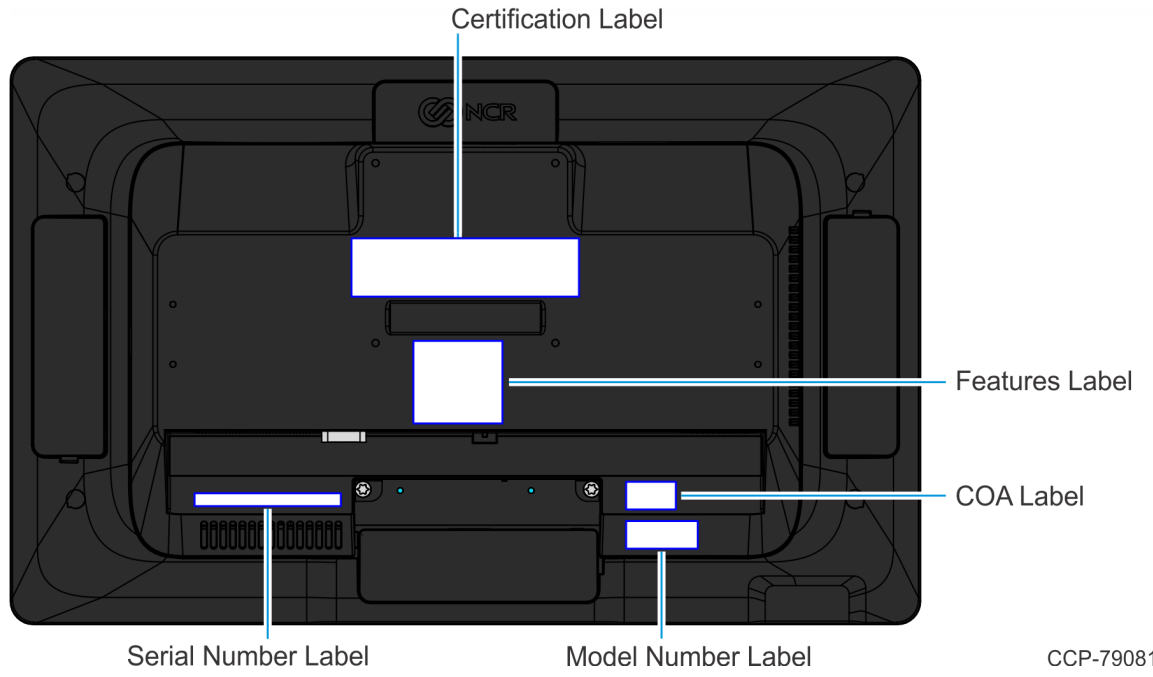 Certification Label
NCR
Features Label
COA Label
Serial Number Label
Model Number Label
CCP-79081